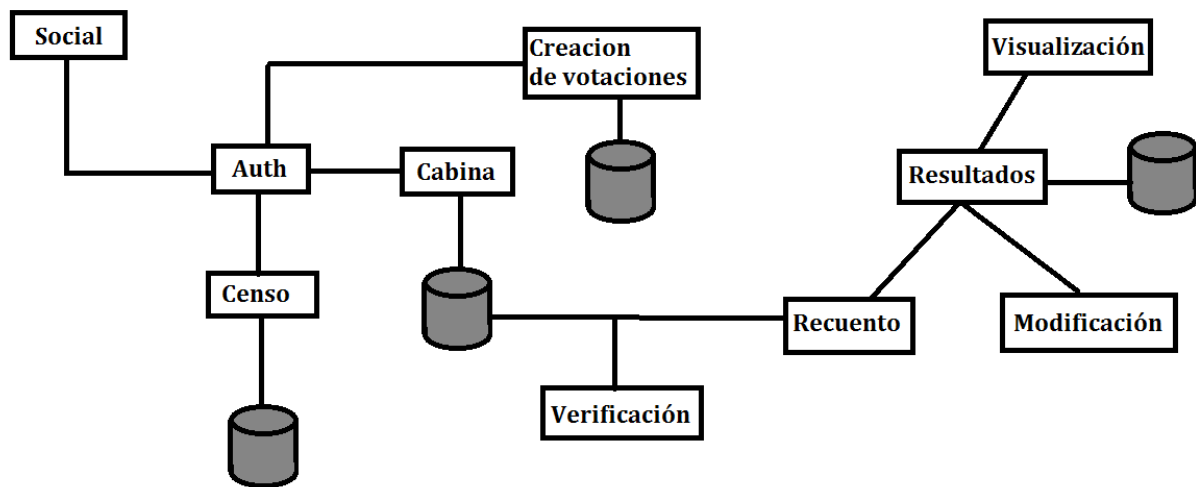 Social
Creacion
de votaciones
Visualización
Auth
Cabina
Resultados
Censo
Recuento
Modificación
Verificación